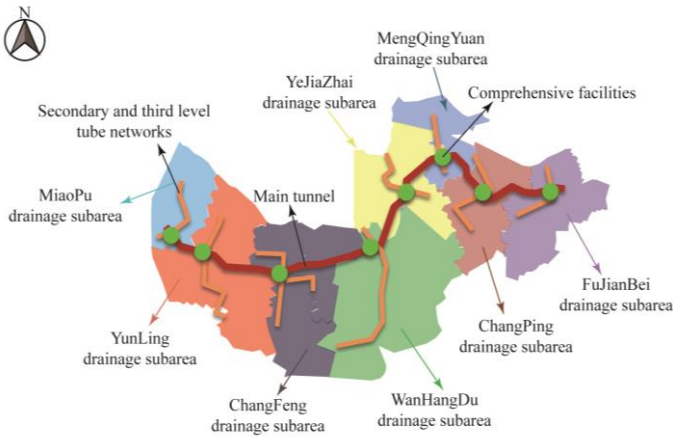 N
MengQingYuan
drainage subarea
YeJiaZhai
drainage subarea
Comprehensive facilities
Secondary and third level
tube networks
MiaoPu
drainage subarea
Main tunnel
FuJianBei
drainage subarea
ChangPing
drainage subarea
YunLing
drainage subarea
WanHangDu
drainage subarea
ChangFeng
drainage subarea